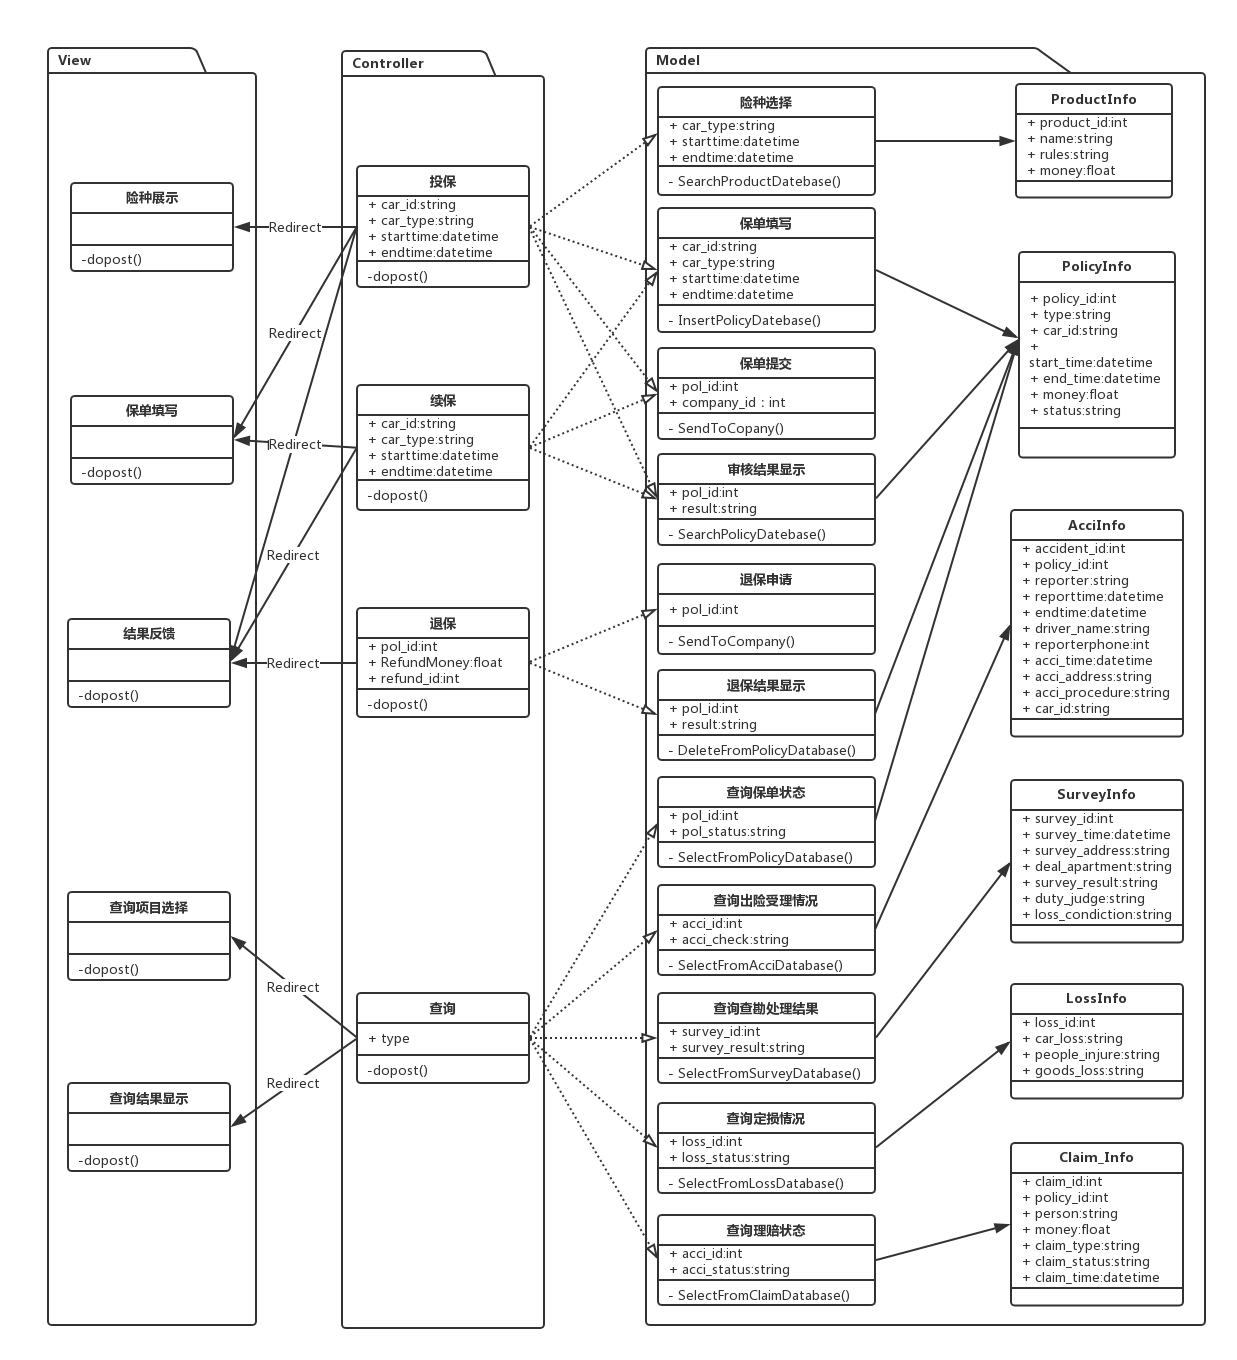 View
险种展示
-dopost()
保单填写
-dopost()
结果反馈
-dopost()
查询项目选择
-dopost()
查询结果显示
-dopost()
Redirect
Redirect
Redirect
Redirect
Redirect
Redirect
Redirect
Controller
投保
+ car_id:string
+ car_type:string
+ starttime:datetime
+ endtime:datetime
-dopost()
续保
+ car_id:string
+ car_type:string
+ starttime:datetime
+ endtime:datetime
-dopost()
退保
+ pol_id:int
+ RefundMoney:float
+ refund_id:int
-dopost()
查询
+ type
-dopost()
Model
险种选择
+ car_type:string
+ starttime:datetime
+ endtime:datetime
- SearchProductDatebase()
保单填写
+ car_id:string
+ car_type:string
+ starttime:datetime
+ endtime:datetime
- InsertPolicyDatebase()
保单提交
+ pol_id:int
+ company_id：int
- SendToCopany()
审核结果显示
+ pol_id:int
+ result:string
- SearchPolicyDatebase()
退保申请
+ pol_id:int
- SendToCompany()
退保结果显示
+ pol_id:int
+ result:string
- DeleteFromPolicyDatabase()
查询保单状态
+ pol_id:int
+ pol_status:string
- SelectFromPolicyDatabase()
查询出险受理情况
+ acci_id:int
+ acci_check:string
- SelectFromAcciDatabase()
查询查勘处理结果
+ survey_id:int
+ survey_result:string
- SelectFromSurveyDatabase()
查询定损情况
+ loss_id:int
+ loss_status:string
- SelectFromLossDatabase()
查询理赔状态
+ acci_id:int
+ acci_status:string
- SelectFromClaimDatabase()
ProductInfo
+ product_id:int
+ name:string
+ rules:string
+ money:float
PolicyInfo
+ policy_id:int
+ type:string
+ car_id:string
+
start_time:datetime
+ end_time:datetime
+ money:float
+ status:string
AcciInfo
+ accident_id:int
+ policy_id:int
+ reporter:string
+ reporttime:datetime
+ endtime:datetime
+ driver_name:string
+ reporterphone:int
+ acci_time:datetime
+ acci_address:string
+ acci_procedure:string
+ car_id:string
SurveyInfo
+ survey_id:int
+ survey_time:datetime
+ survey_address:string
+ deal_apartment:string
+ survey_result:string
+ duty_judge:string
+ loss_condiction:string
LossInfo
+ loss_id:int
+ car_loss:string
+ people_injure:string
+ goods_loss:string
Claim_Info
+ claim_id:int
+ policy_id:int
+ person:string
+ money:float
+ claim_type:string
+ claim_status:string
+ claim_time:datetime